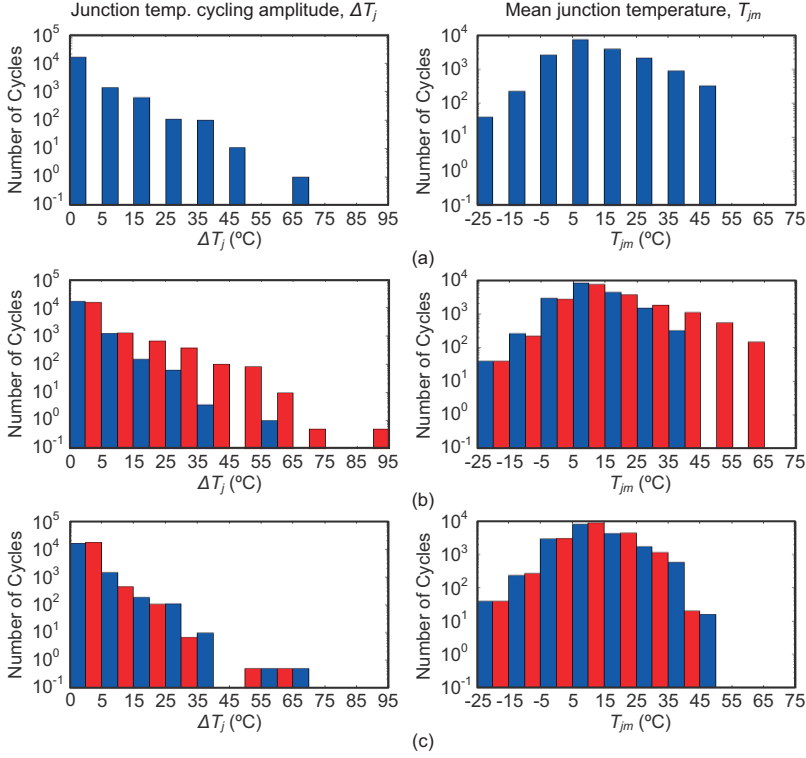 Junction temp. cycling amplitude, ΔTj
Mean junction temperature, Tjm
Number of Cycles
10^5
10^4
10^3
10^2
10^1
10^0
10^-1
0 5 15 25 35 45 55 65 75 85 95
ΔTj (ºC)
Number of Cycles
10^4
10^3
10^2
10^1
10^0
10^-1
-25 -15 -5 5 15 25 35 45 55 65 75
Tjm (ºC)
(a)
Number of Cycles
10^5
10^4
10^3
10^2
10^1
10^0
10^-1
0 5 15 25 35 45 55 65 75 85 95
ΔTj (ºC)
Number of Cycles
10^4
10^3
10^2
10^1
10^0
10^-1
-25 -15 -5 5 15 25 35 45 55 65 75
Tjm (ºC)
(b)
Number of Cycles
10^5
10^4
10^3
10^2
10^1
10^0
10^-1
0 5 15 25 35 45 55 65 75 85 95
ΔTj (ºC)
Number of Cycles
10^4
10^3
10^2
10^1
10^0
10^-1
-25 -15 -5 5 15 25 35 45 55 65 75
Tjm (ºC)
(c)